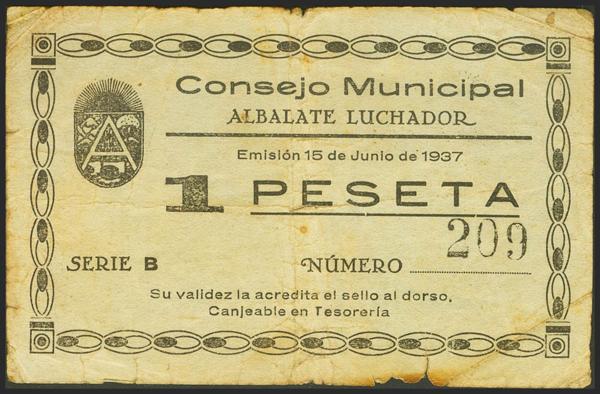 Consejo Municipal
ALBALATE LUCHADOR
Emisión 15 de Junio de 1937
1 PESETA
209
SERIE B NÚMERO
Su validez la acredita el sello al dorso.
Canjeable en Tesorería
A